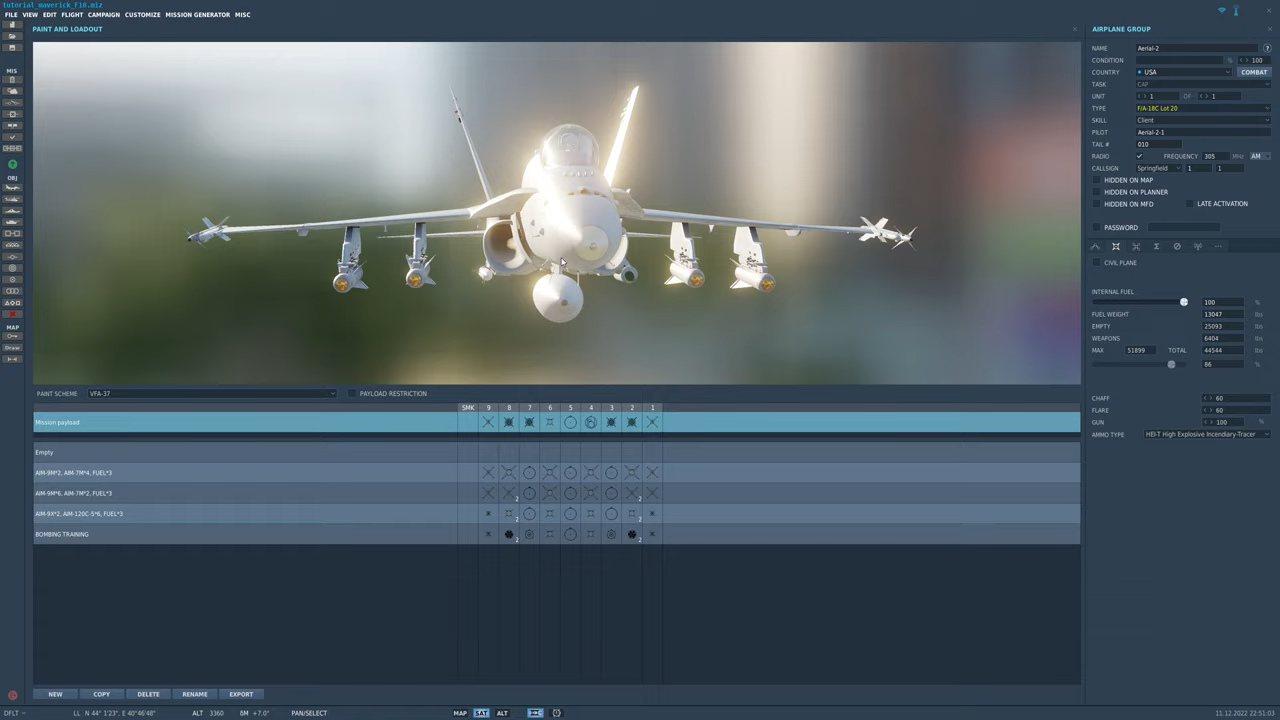 tutorial_maverick_F16.miz
FILE VIEW EDIT FLIGHT CAMPAIGN CUSTOMIZE MISSION GENERATOR MISC
PAINT AND LOADOUT
MIS
OBJ
MAP
Draw
PAINT SCHEME VFA-37 PAYLOAD RESTRICTION
SMK 9 8 7 6 5 4 3 2 1
Mission payload
Empty
AIM-9M*2, AIM-7M*4, FUEL*3
AIM-9M*6, AIM-7M*2, FUEL*3
2 2
AIM-9X*2, AIM-120C-5*6, FUEL*3
2 2
BOMBING TRAINING
2 2
NEW COPY DELETE RENAME EXPORT
AIRPLANE GROUP
NAME Aerial-2 ?
CONDITION % < > 100
COUNTRY USA COMBAT
TASK CAP
UNIT < > 1 OF < > 1
TYPE F/A-18C Lot 20
SKILL Client
PILOT Aerial-2-1
TAIL # 010
RADIO FREQUENCY 305 MHz AM
CALLSIGN Springfield 1 1
HIDDEN ON MAP
HIDDEN ON PLANNER
HIDDEN ON MFD LATE ACTIVATION
PASSWORD
CIVIL PLANE
INTERNAL FUEL 100 %
FUEL WEIGHT 13047 lbs
EMPTY 25093 lbs
WEAPONS 6404 lbs
MAX 51899 TOTAL 44544 lbs
86 %
CHAFF < > 60
FLARE < > 60
GUN < > 100 %
AMMO TYPE HEI-T High Explosive Incendiary-Tracer
DFLT LL N 44° 1'23", E 40°46'48" ALT 3360 δM +7.0° PAN/SELECT MAP SAT ALT 11.12.2022 22:51:03